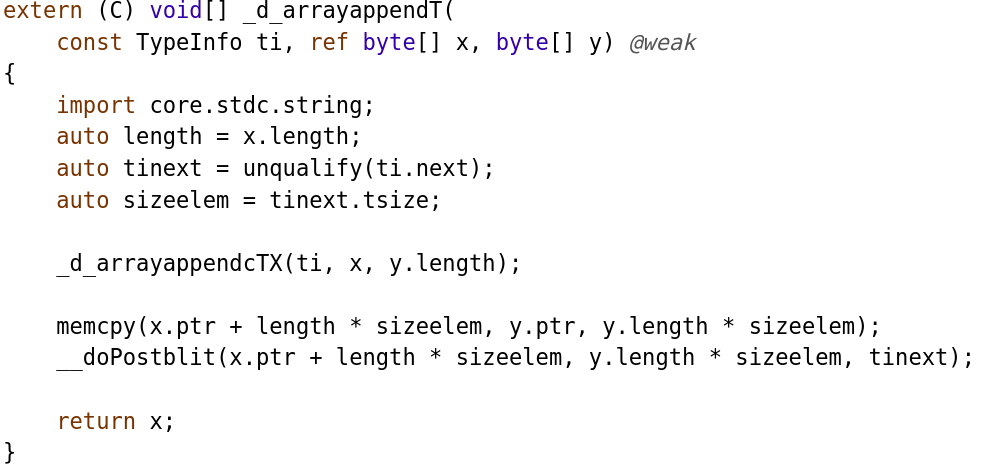 extern (C) void[] _d_arrayappendT(
    const TypeInfo ti, ref byte[] x, byte[] y) @weak
{
    import core.stdc.string;
    auto length = x.length;
    auto tinext = unqualify(ti.next);
    auto sizeelem = tinext.tsize;

    _d_arrayappendcTX(ti, x, y.length);

    memcpy(x.ptr + length * sizeelem, y.ptr, y.length * sizeelem);
    __doPostblit(x.ptr + length * sizeelem, y.length * sizeelem, tinext);

    return x;
}